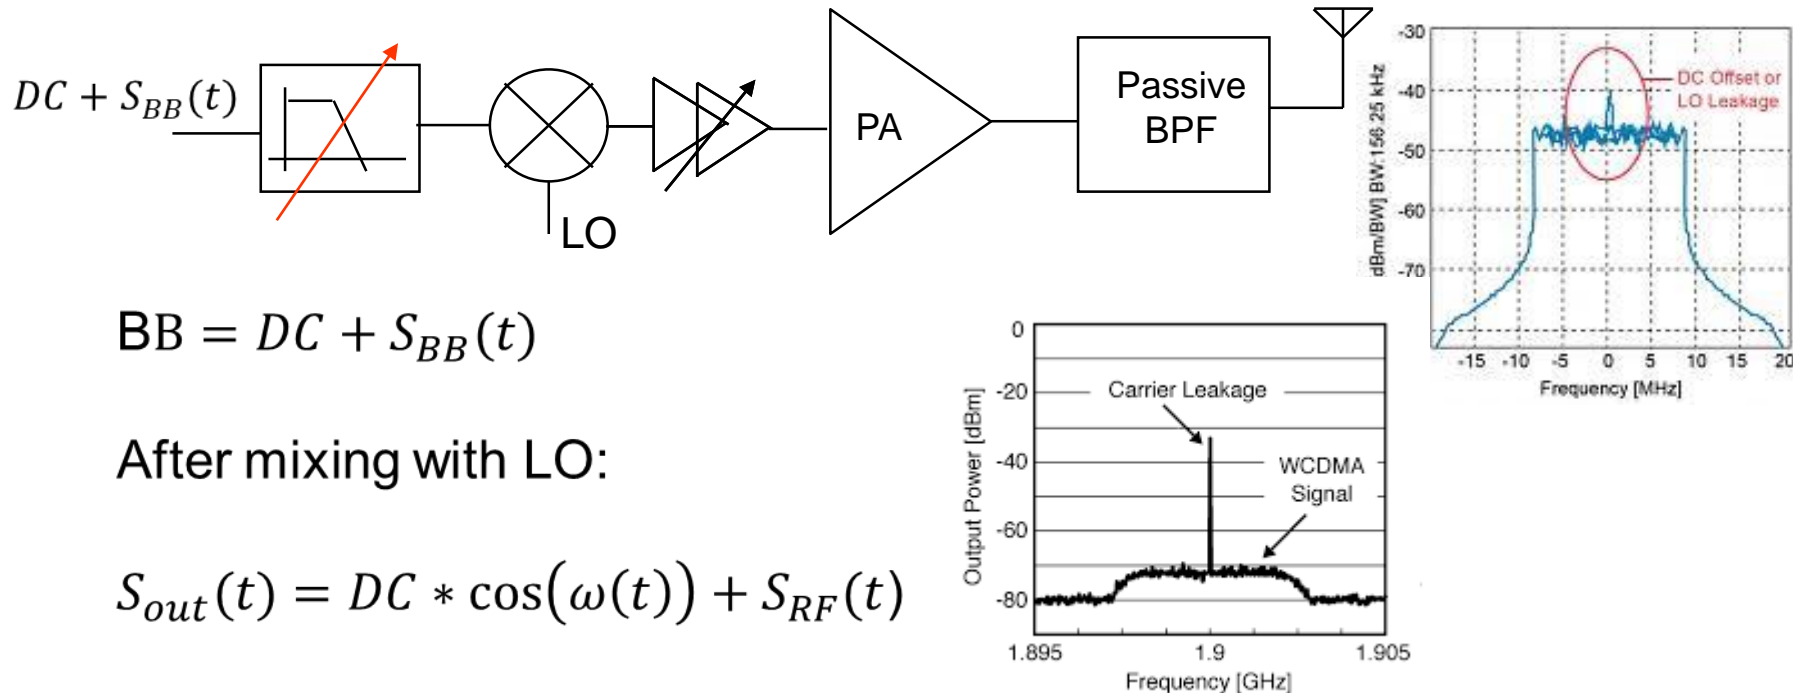 DC + S_BB(t)
LO
PA
Passive
BPF
BB = DC + S_BB(t)
After mixing with LO:
S_out(t) = DC * cos(ω(t)) + S_RF(t)
dBm/BW] BW:156.25 kHz
-30
-40
-50
-60
-70
DC Offset or
LO Leakage
-15 -10 -5 0 5 10 15 20
Frequency [MHz]
Output Power [dBm]
0
-20
-40
-60
-80
Carrier Leakage
WCDMA
Signal
1.895 1.9 1.905
Frequency [GHz]